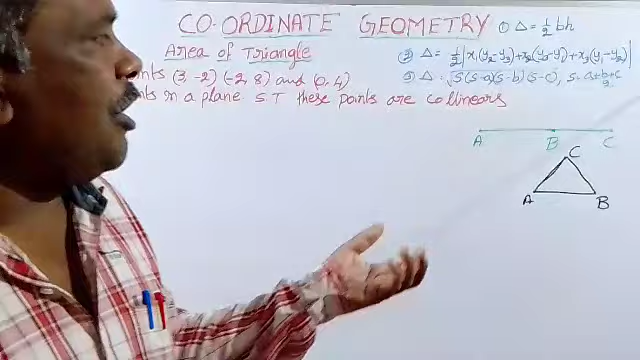 CO-ORDINATE GEOMETRY ① Δ = ½ bh
Area of Triangle ② Δ = ½ |x₁(y₂-y₃)+x₂(y₃-y₁)+x₃(y₁-y₂)|
(3 -2) (-2, 8) and (0, 4) ③ Δ = √S(S-a)(S-b)(S-c), S = a+b+c/2
in a plane S.T these points are collinears
A B C
C
A B